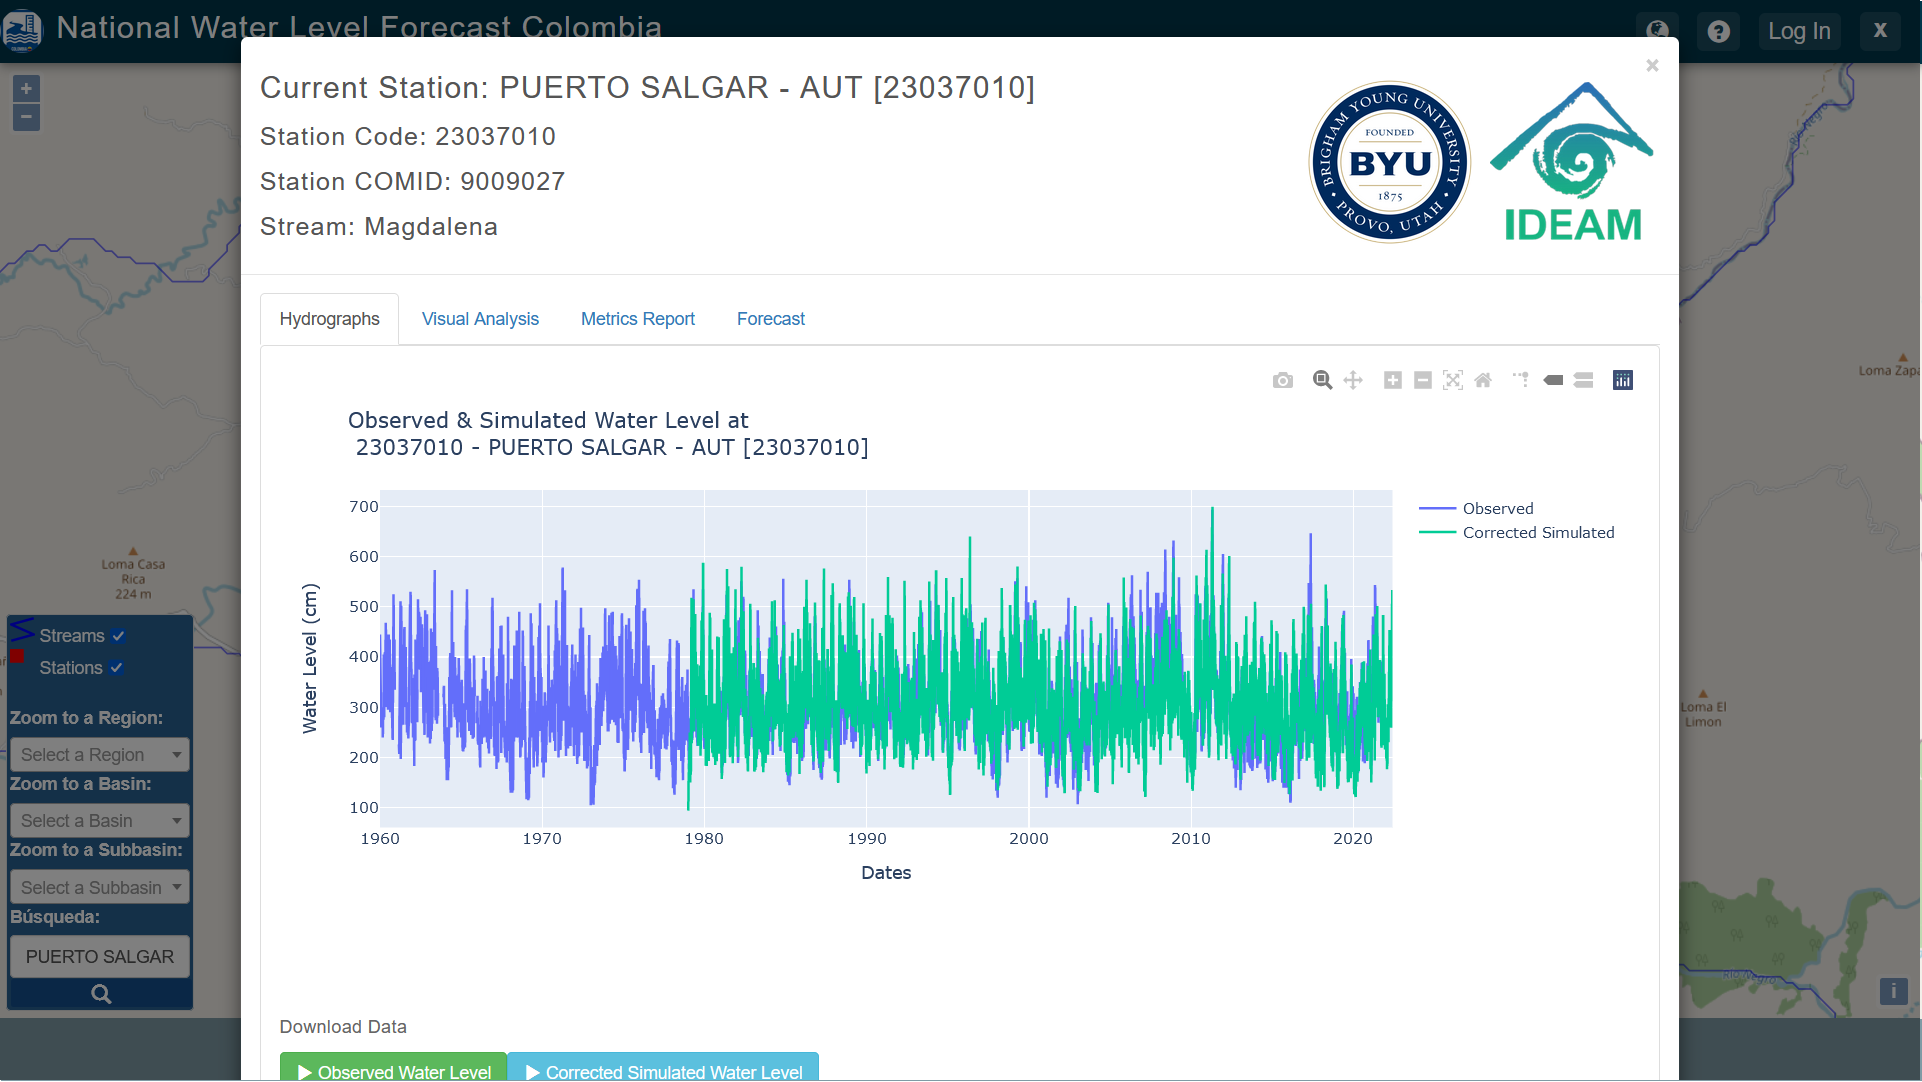 National Water Level Forecast Colombia
?
Log In
X
+
−
×
Current Station: PUERTO SALGAR - AUT [23037010]
Station Code: 23037010
Station COMID: 9009027
Stream: Magdalena
BRIGHAM YOUNG UNIVERSITY
FOUNDED
BYU
1875
PROVO, UTAH
IDEAM
Hydrographs
Visual Analysis
Metrics Report
Forecast
Observed & Simulated Water Level at
23037010 - PUERTO SALGAR - AUT [23037010]
700
600
500
400
300
200
100
Water Level (cm)
1960
1970
1980
1990
2000
2010
2020
Dates
Observed
Corrected Simulated
Download Data
Observed Water Level
Corrected Simulated Water Level
Loma Casa
Rica
224 m
Streams
Stations
Zoom to a Region:
Select a Region
Zoom to a Basin:
Select a Basin
Zoom to a Subbasin:
Select a Subbasin
Búsqueda:
PUERTO SALGAR
Río Negro
Loma Zapa
Loma El
Limon
Río Negro
i